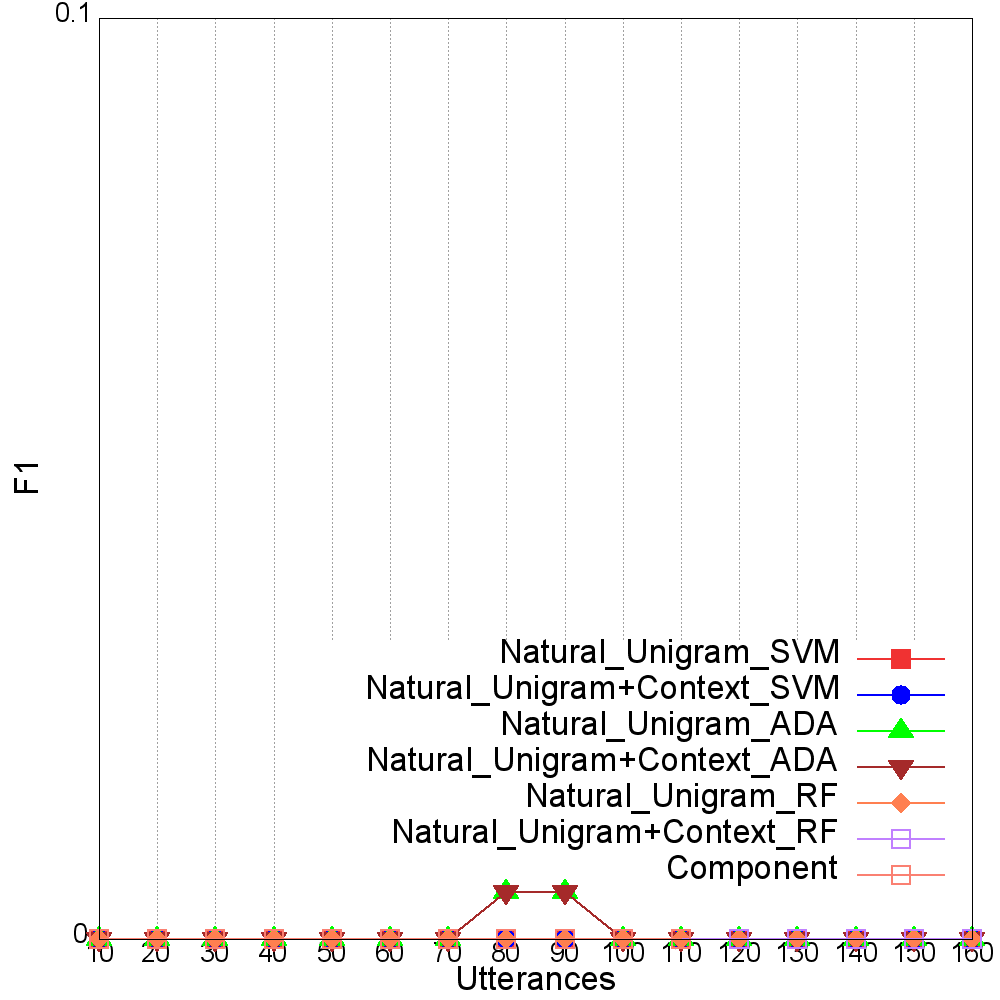 0.1
F1
Natural_Unigram_SVM
Natural_Unigram+Context_SVM
Natural_Unigram_ADA
Natural_Unigram+Context_ADA
Natural_Unigram_RF
Natural_Unigram+Context_RF
Component
0
10 20 30 40 50 60 70 80 90 100 110 120 130 140 150 160
Utterances